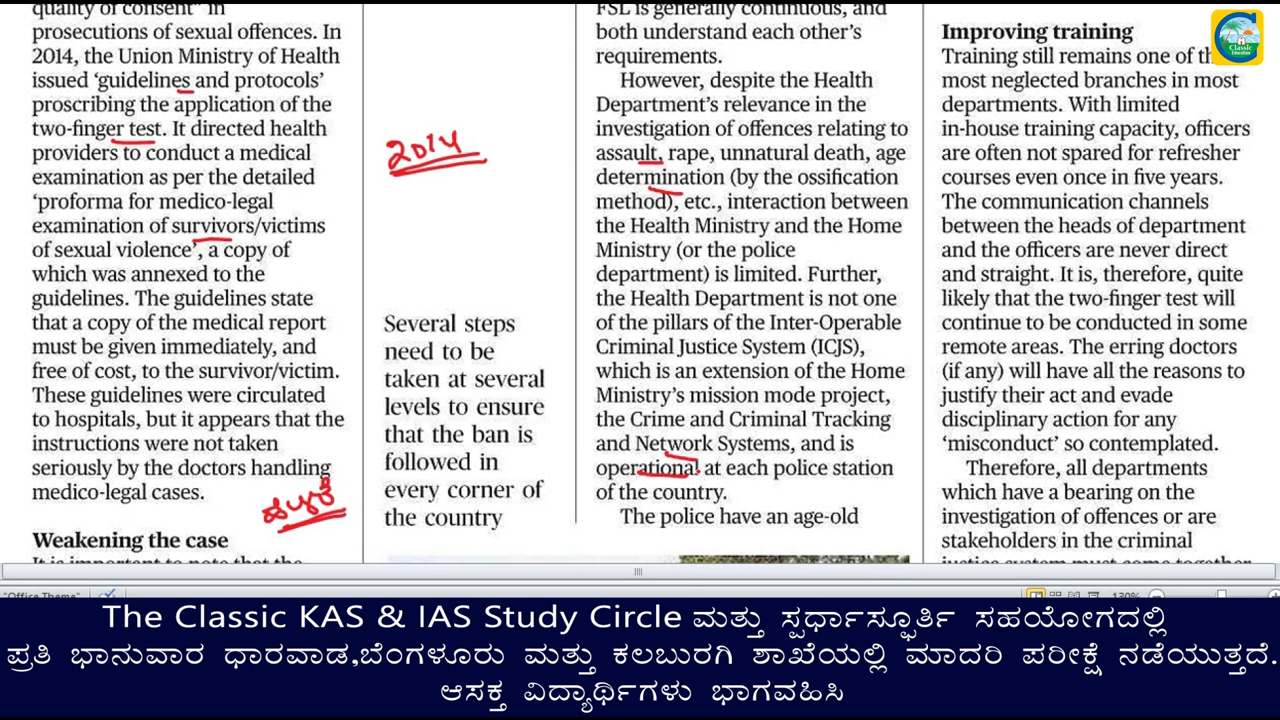 quality of consent” in
prosecutions of sexual offences. In
2014, the Union Ministry of Health
issued ‘guidelines and protocols’
proscribing the application of the
two-finger test. It directed health
providers to conduct a medical
examination as per the detailed
‘proforma for medico-legal
examination of survivors/victims
of sexual violence’, a copy of
which was annexed to the
guidelines. The guidelines state
that a copy of the medical report
must be given immediately, and
free of cost, to the survivor/victim.
These guidelines were circulated
to hospitals, but it appears that the
instructions were not taken
seriously by the doctors handling
medico-legal cases.
Weakening the case
It is important to note that the
2014
Several steps
need to be
taken at several
levels to ensure
that the ban is
followed in
every corner of
the country
FSL is generally continuous, and
both understand each other’s
requirements.
However, despite the Health
Department’s relevance in the
investigation of offences relating to
assault, rape, unnatural death, age
determination (by the ossification
method), etc., interaction between
the Health Ministry and the Home
Ministry (or the police
department) is limited. Further,
the Health Department is not one
of the pillars of the Inter-Operable
Criminal Justice System (ICJS),
which is an extension of the Home
Ministry’s mission mode project,
the Crime and Criminal Tracking
and Network Systems, and is
operational at each police station
of the country.
The police have an age-old
Improving training
Training still remains one of the
most neglected branches in most
departments. With limited
in-house training capacity, officers
are often not spared for refresher
courses even once in five years.
The communication channels
between the heads of department
and the officers are never direct
and straight. It is, therefore, quite
likely that the two-finger test will
continue to be conducted in some
remote areas. The erring doctors
(if any) will have all the reasons to
justify their act and evade
disciplinary action for any
‘misconduct’ so contemplated.
Therefore, all departments
which have a bearing on the
investigation of offences or are
stakeholders in the criminal
justice system must come together
Classic
Education
"Office Theme"
130%
The Classic KAS & IAS Study Circle ಮತ್ತು ಸ್ಪರ್ಧಾಸ್ಫೂರ್ತಿ ಸಹಯೋಗದಲ್ಲಿ
ಪ್ರತಿ ಭಾನುವಾರ ಧಾರವಾಡ,ಬೆಂಗಳೂರು ಮತ್ತು ಕಲಬುರಗಿ ಶಾಖೆಯಲ್ಲಿ ಮಾದರಿ ಪರೀಕ್ಷೆ ನಡೆಯುತ್ತದೆ.
ಆಸಕ್ತ ವಿದ್ಯಾರ್ಥಿಗಳು ಭಾಗವಹಿಸಿ